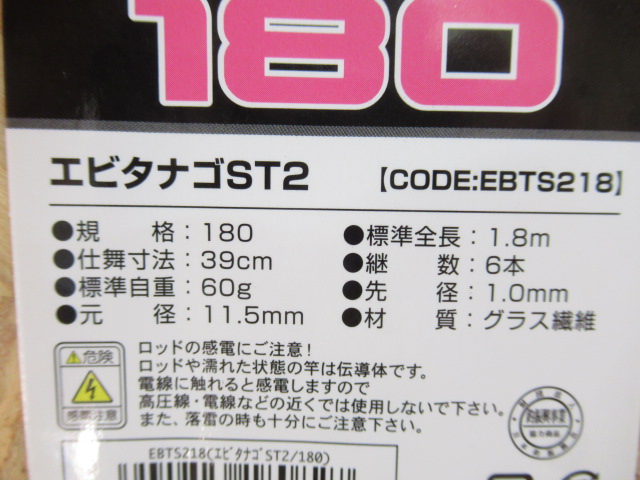 180
エビタナゴST2 【CODE:EBTS218】
●規　格：180 ●標準全長：1.8m
●仕舞寸法：39cm ●継　数：6本
●標準自重：60g ●先　径：1.0mm
●元　径：11.5mm ●材　質：グラス繊維
危険
感電注意
ロッドの感電にご注意！
ロッドや濡れた状態の竿は伝導体です。
電線に触れると感電しますので
高圧線・電線などの近くでは使用しないで下さい。
また、落雷の時も十分にご注意下さい。
EBTS218(ｴﾋﾞﾀﾅｺﾞST2/180)